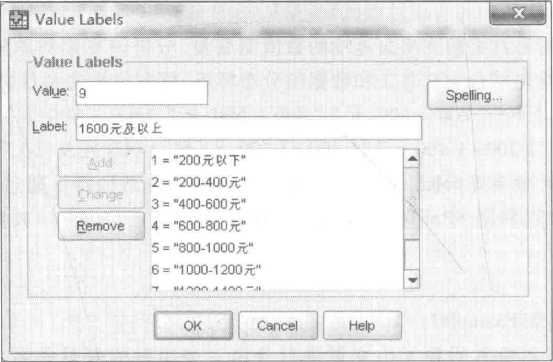 Value Labels
Value Labels
Value: 9
Spelling...
Label: 1600元及以上
Add
Change
Remove
1 = "200元以下"
2 = "200-400元"
3 = "400-600元"
4 = "600-800元"
5 = "800-1000元"
6 = "1000-1200元"
OK
Cancel
Help